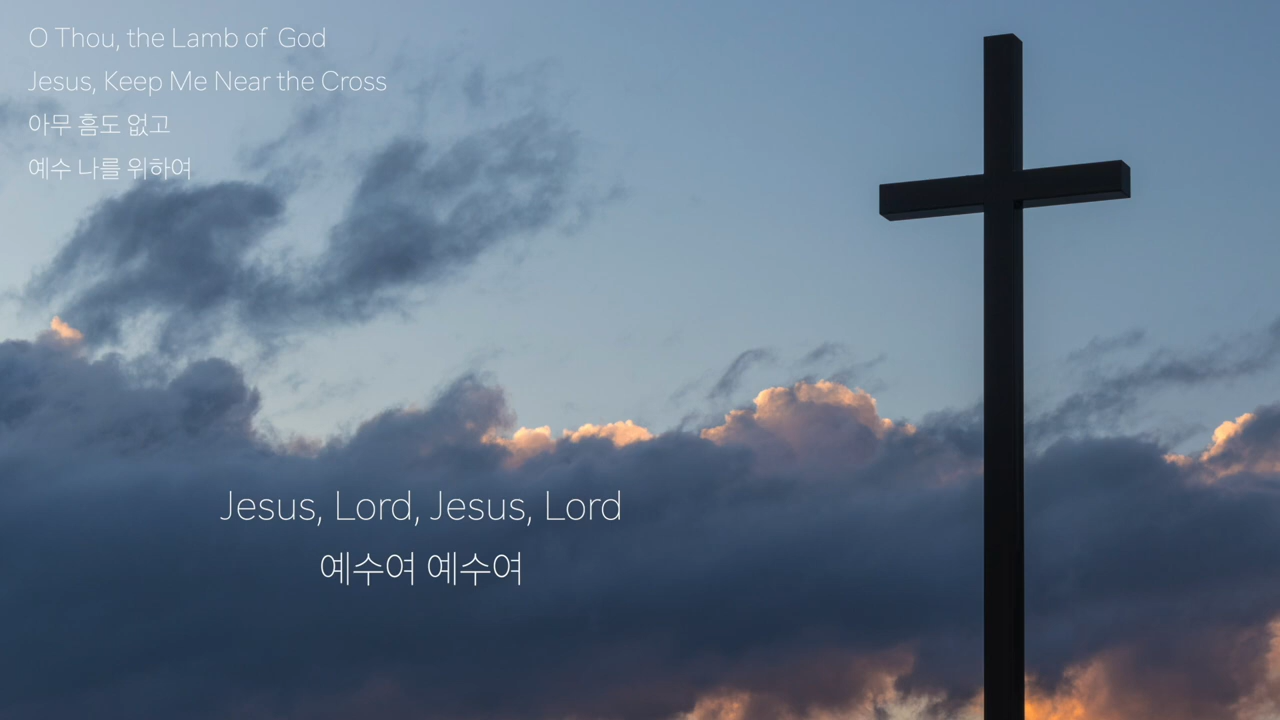 O Thou, the Lamb of God
Jesus, Keep Me Near the Cross
아무 흠도 없고
예수 나를 위하여
Jesus, Lord, Jesus, Lord
예수여 예수여